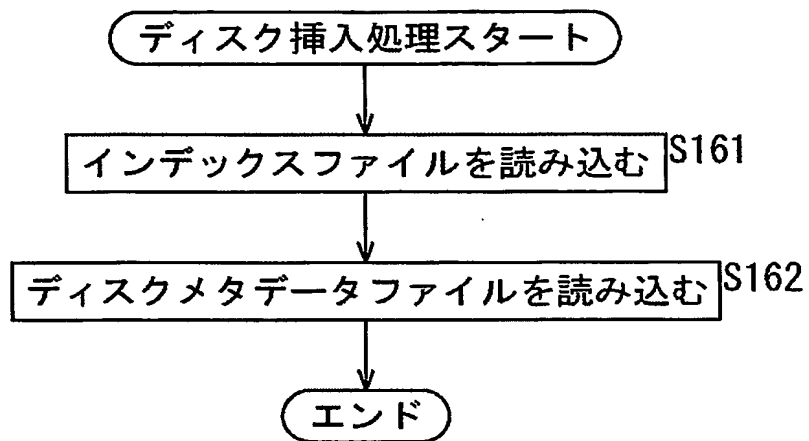 ディスク挿入処理スタート
インデックスファイルを読み込む S161
ディスクメタデータファイルを読み込む S162
エンド